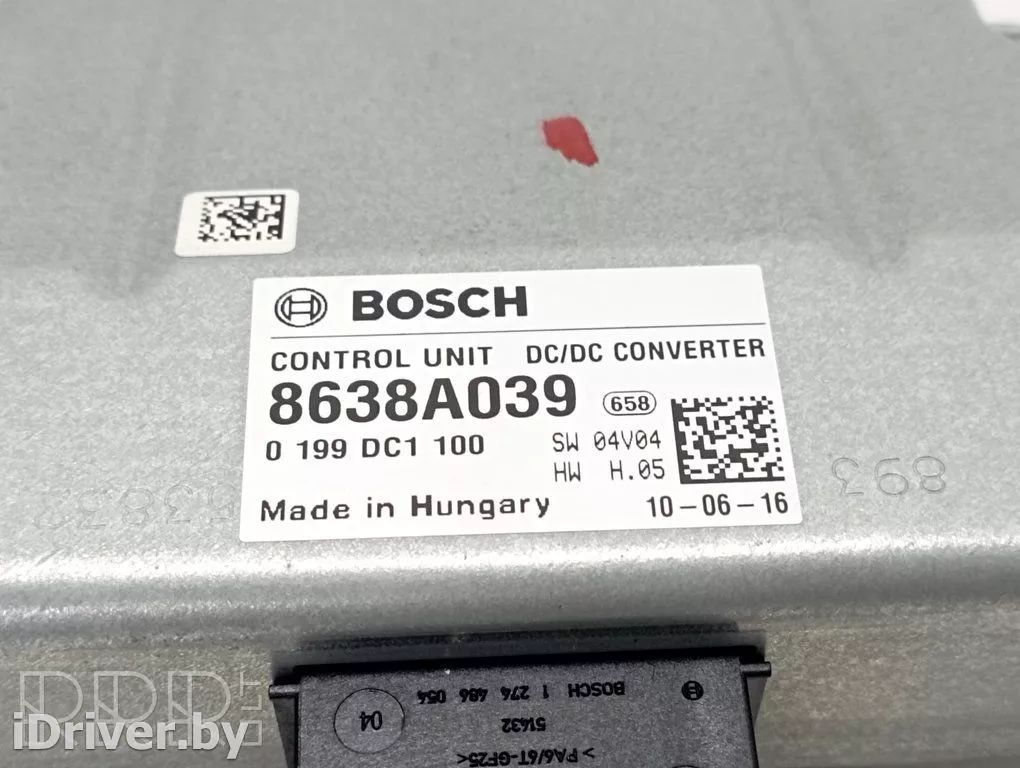 BOSCH
CONTROL UNIT DC/DC CONVERTER
8638A039 658
0 199 DC1 100 SW 04V04
HW H.05
Made in Hungary 10-06-16
893
BOSCH 1 274 486 054
04
51432
>PA6/6T-GF25<
iDriver.by